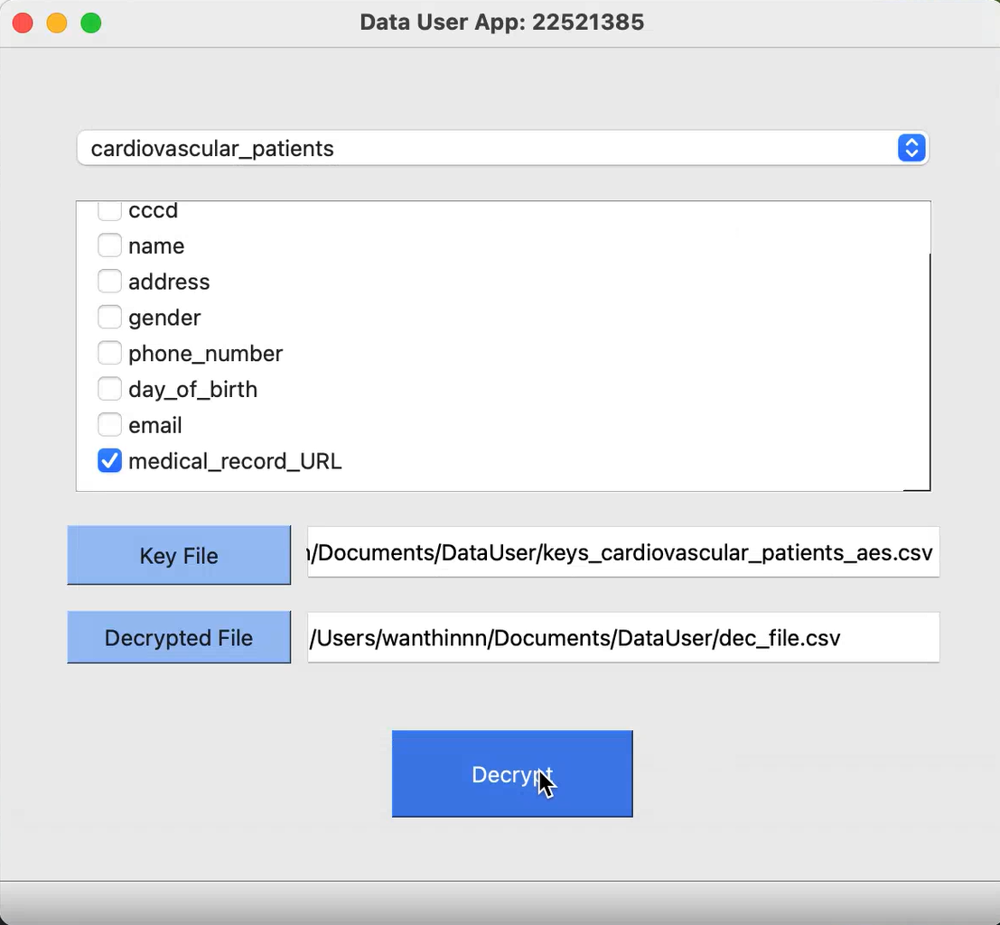 Data User App: 22521385
cardiovascular_patients
cccd
name
address
gender
phone_number
day_of_birth
email
medical_record_URL
Key File
/Documents/DataUser/keys_cardiovascular_patients_aes.csv
Decrypted File
/Users/wanthinnn/Documents/DataUser/dec_file.csv
Decrypt